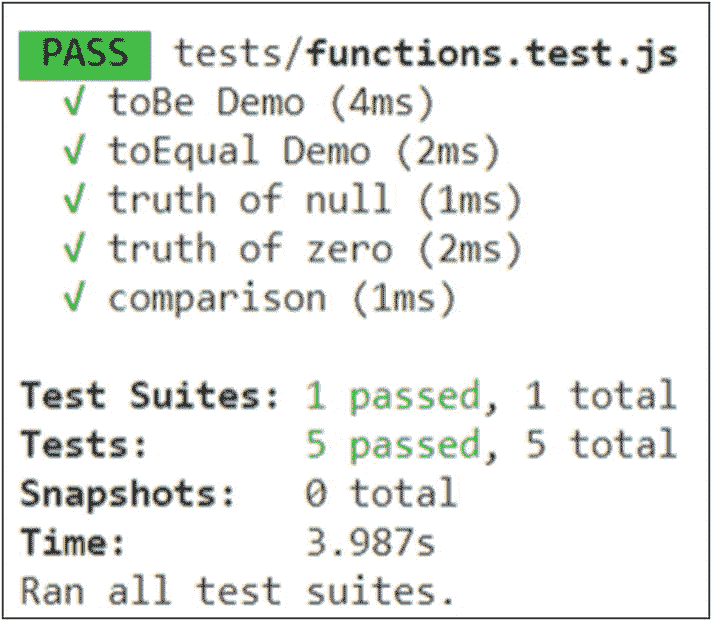 PASS tests/functions.test.js
√ toBe Demo (4ms)
√ toEqual Demo (2ms)
√ truth of null (1ms)
√ truth of zero (2ms)
√ comparison (1ms)
Test Suites: 1 passed, 1 total
Tests: 5 passed, 5 total
Snapshots: 0 total
Time: 3.987s
Ran all test suites.